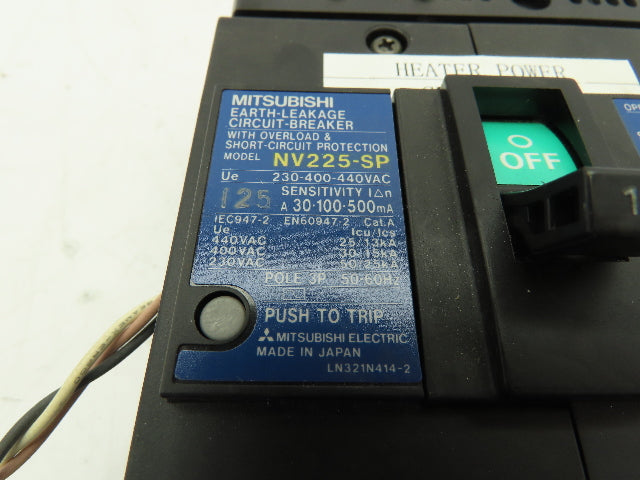 HEATER POWER
MITSUBISHI
EARTH-LEAKAGE
CIRCUIT-BREAKER
WITH OVERLOAD &
SHORT-CIRCUIT PROTECTION
MODEL NV225-SP
Ue 230-400-440VAC
125 SENSITIVITY I△n
A 30·100·500mA
IEC947-2 EN60947-2 Cat.A
Ue Icu/Ics
440VAC 25/13kA
400VAC 30/15kA
230VAC 50/25kA
POLE 3P 50-60Hz
PUSH TO TRIP
MITSUBISHI ELECTRIC
MADE IN JAPAN
LN321N414-2
O
OFF